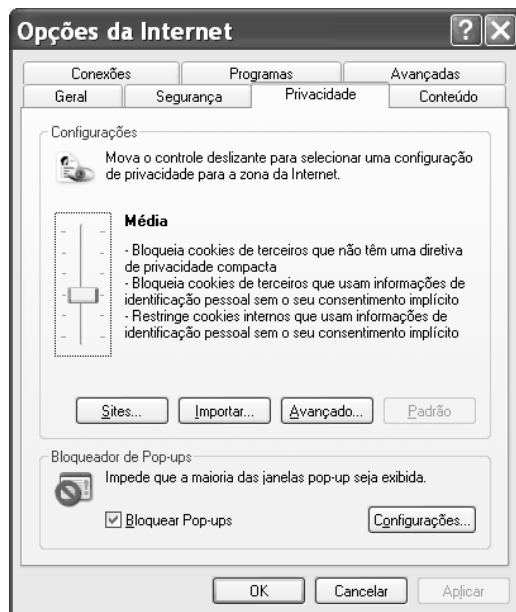 Opções da Internet
Conexões Programas Avançadas
Geral Segurança Privacidade Conteúdo
Configurações
Mova o controle deslizante para selecionar uma configuração
de privacidade para a zona da Internet.
Média
- Bloqueia cookies de terceiros que não têm uma diretiva
de privacidade compacta
- Bloqueia cookies de terceiros que usam informações de
identificação pessoal sem o seu consentimento implícito
- Restringe cookies internos que usam informações de
identificação pessoal sem o seu consentimento implícito
Sites... Importar... Avançado... Padrão
Bloqueador de Pop-ups
Impede que a maioria das janelas pop-up seja exibida.
Bloquear Pop-ups Configurações...
OK Cancelar Aplicar